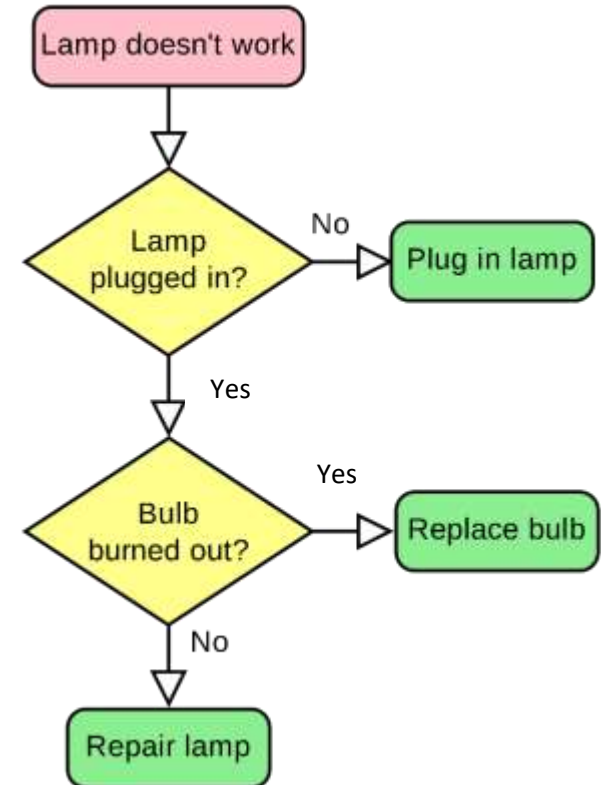 Lamp doesn't work
Lamp
plugged in?
No
Plug in lamp
Yes
Bulb
burned out?
Yes
Replace bulb
No
Repair lamp